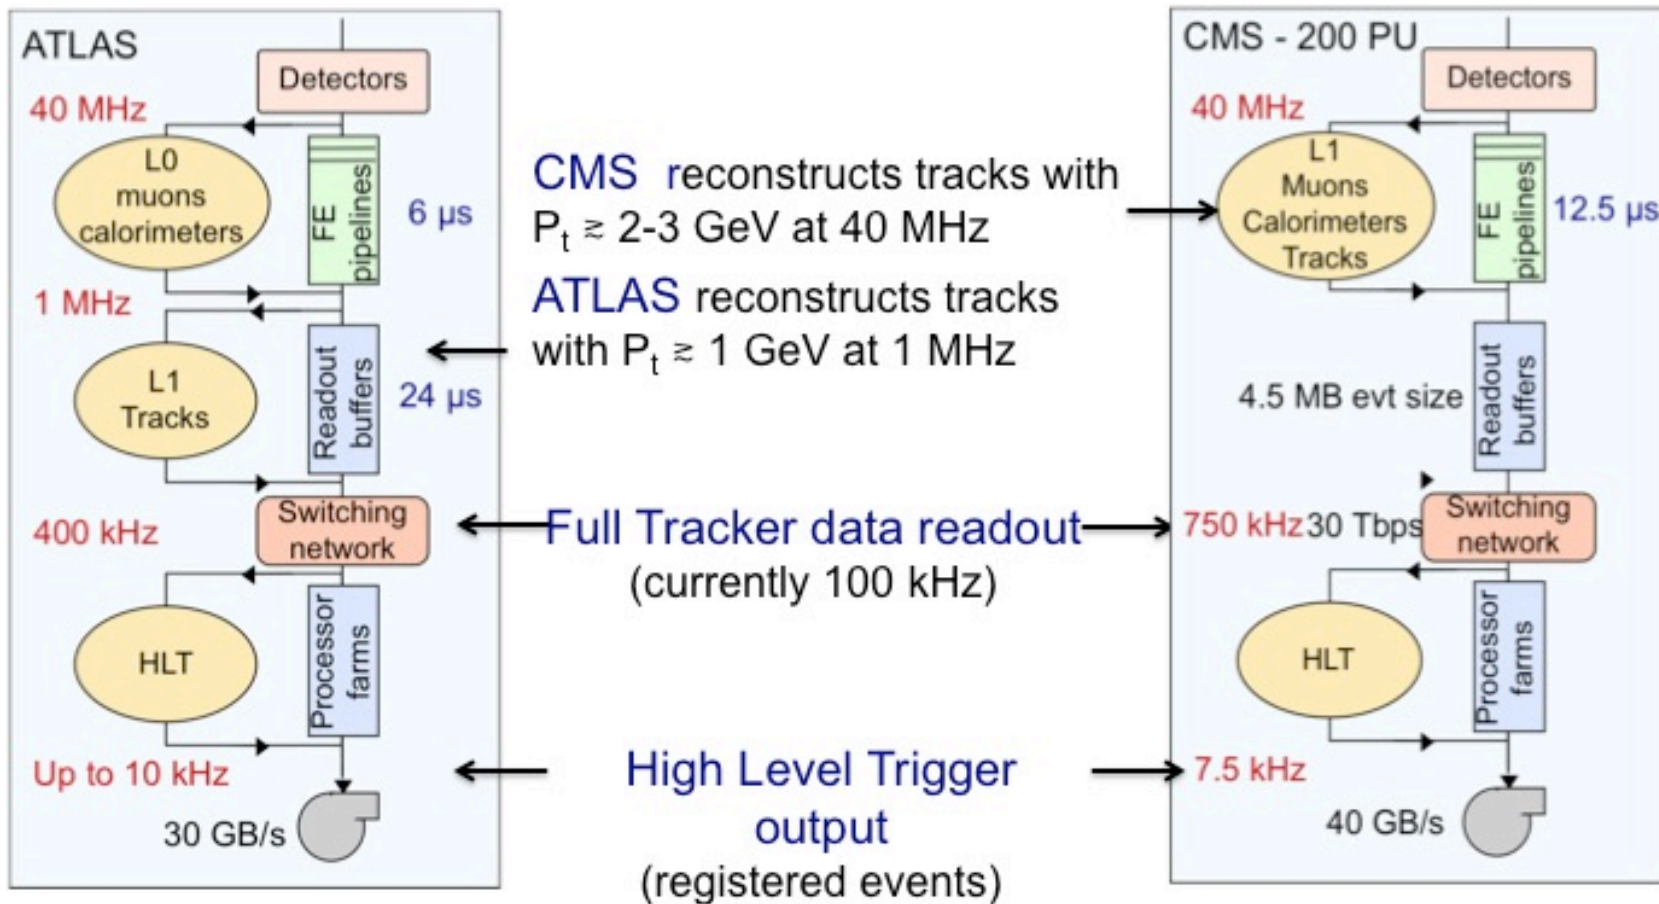 ATLAS
Detectors
40 MHz
L0
muons
calorimeters
FE
pipelines
6 µs
1 MHz
L1
Tracks
Readout
buffers
24 µs
400 kHz
Switching
network
HLT
Processor
farms
Up to 10 kHz
30 GB/s
CMS reconstructs tracks with
Pt ≳ 2-3 GeV at 40 MHz
ATLAS reconstructs tracks
with Pt ≳ 1 GeV at 1 MHz
Full Tracker data readout
(currently 100 kHz)
High Level Trigger
output
(registered events)
CMS - 200 PU
Detectors
40 MHz
L1
Muons
Calorimeters
Tracks
FE
pipelines
12.5 µs
4.5 MB evt size
Readout
buffers
750 kHz 30 Tbps
Switching
network
HLT
Processor
farms
7.5 kHz
40 GB/s